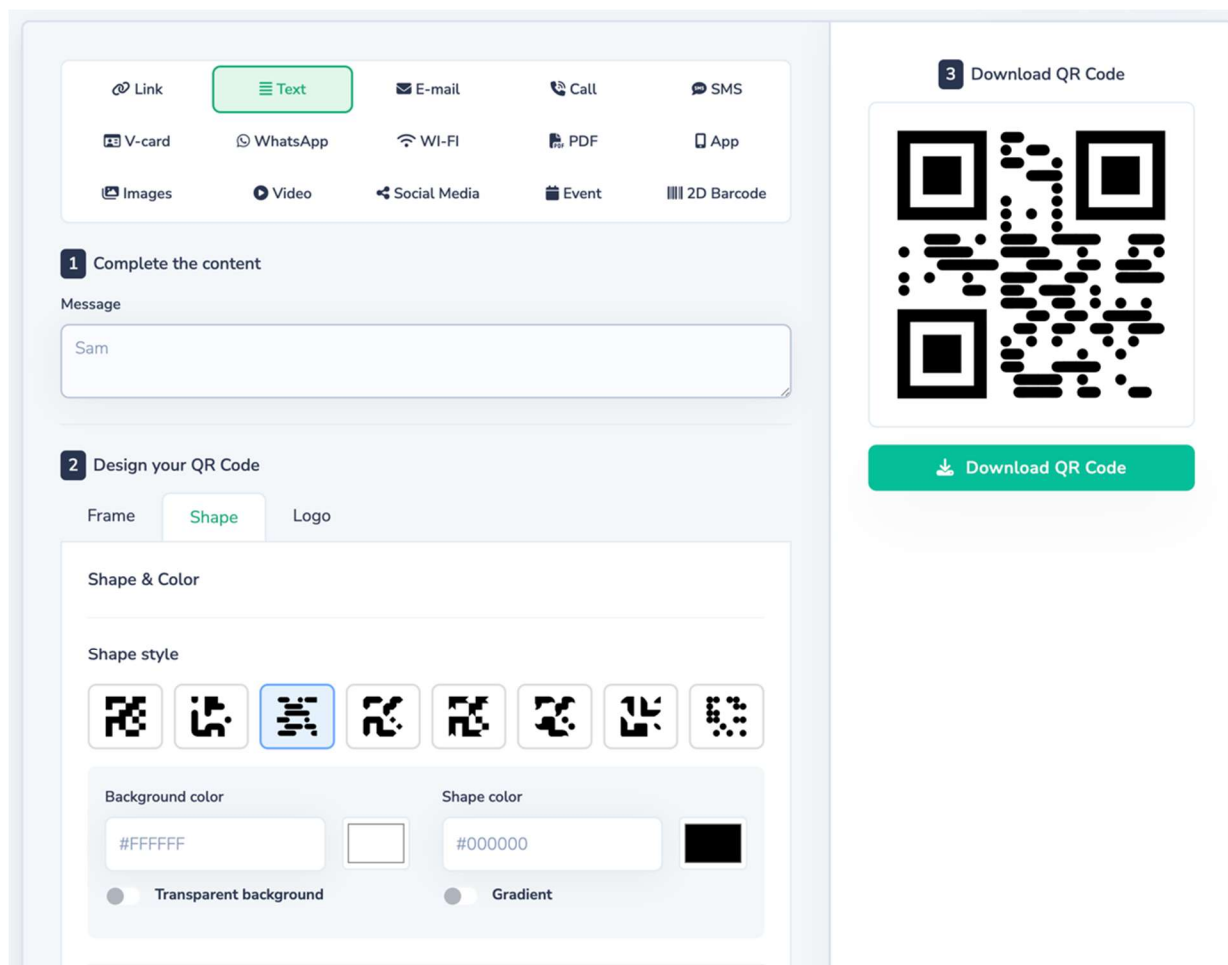 Link Text E-mail Call SMS
V-card WhatsApp WI-FI PDF App
Images Video Social Media Event 2D Barcode
1 Complete the content
Message
Sam
2 Design your QR Code
Frame Shape Logo
Shape & Color
Shape style
Background color Shape color
#FFFFFF #000000
Transparent background Gradient
3 Download QR Code
Download QR Code